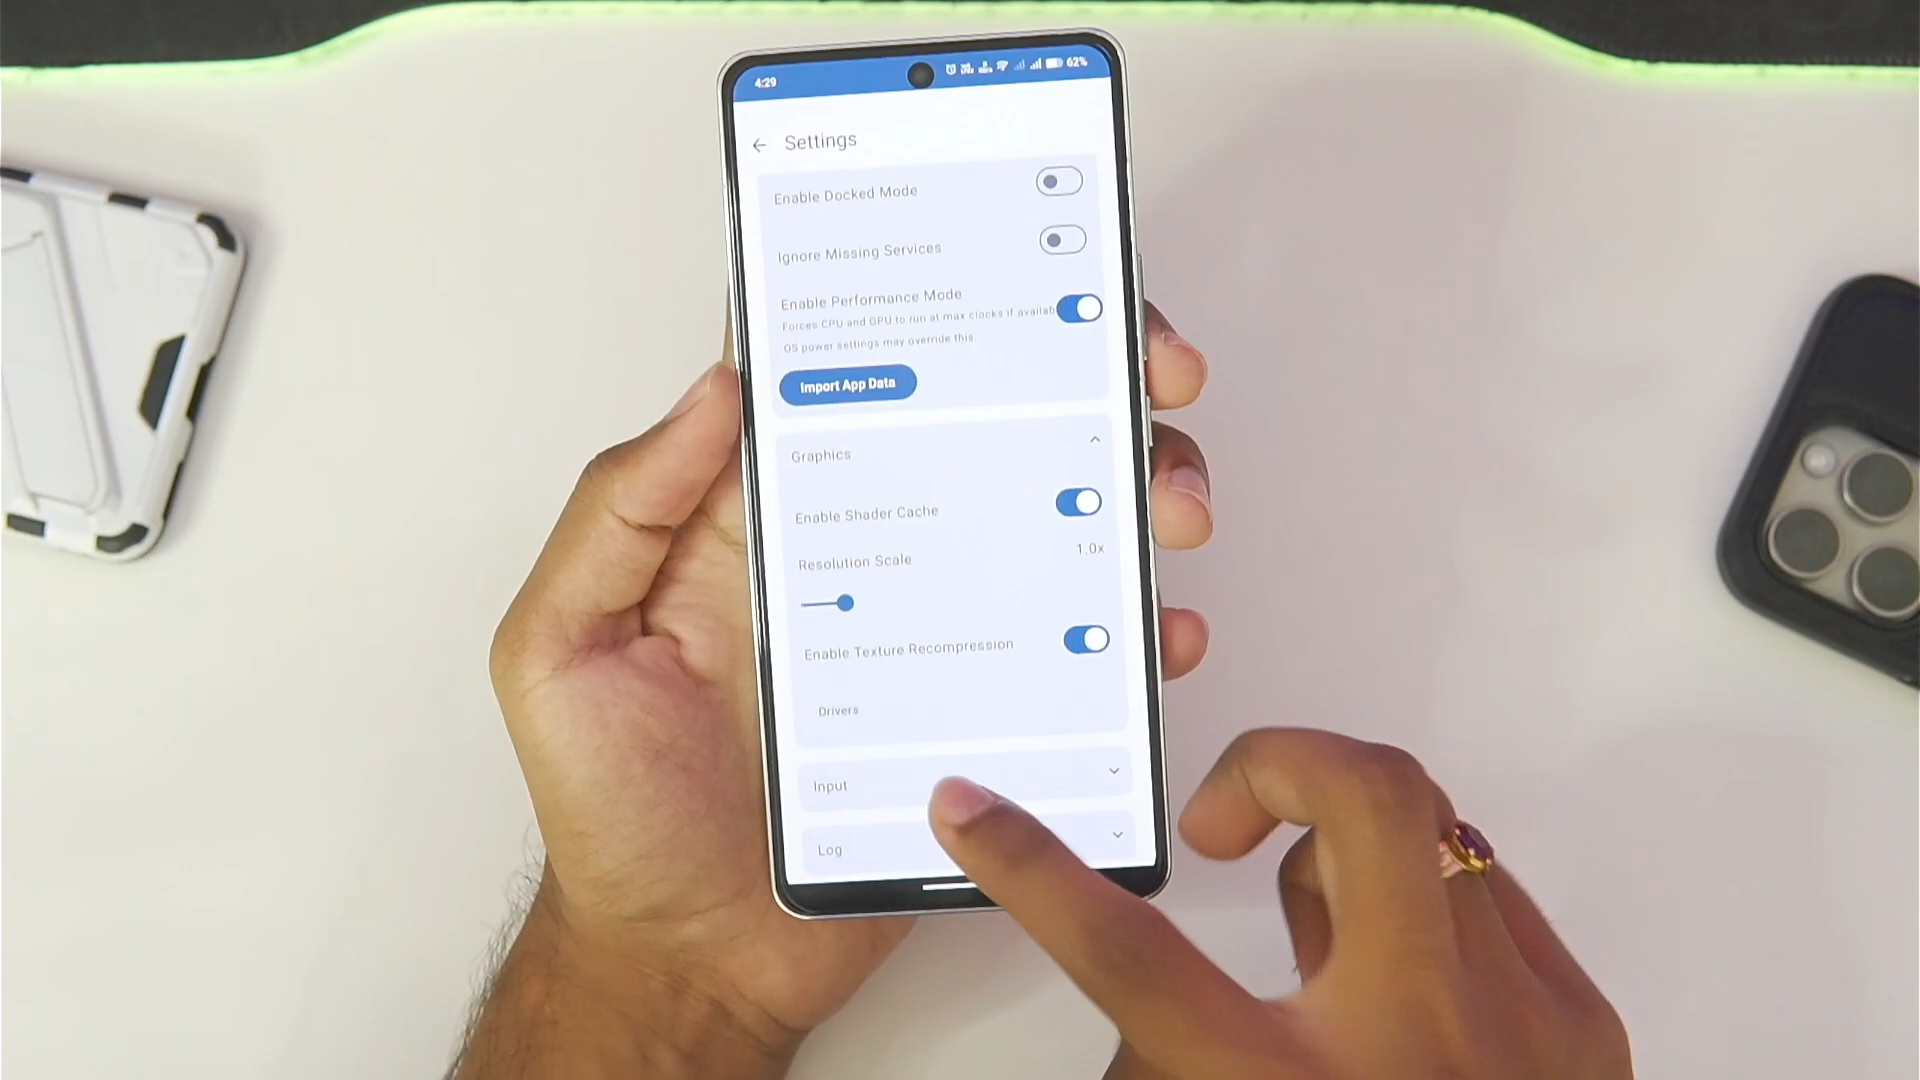 4:29
62%
Settings
Enable Docked Mode
Ignore Missing Services
Enable Performance Mode
Forces CPU and GPU to run at max clocks if availab
OS power settings may override this.
Import App Data
Graphics
Enable Shader Cache
Resolution Scale
1.0x
Enable Texture Recompression
Drivers
Input
Log